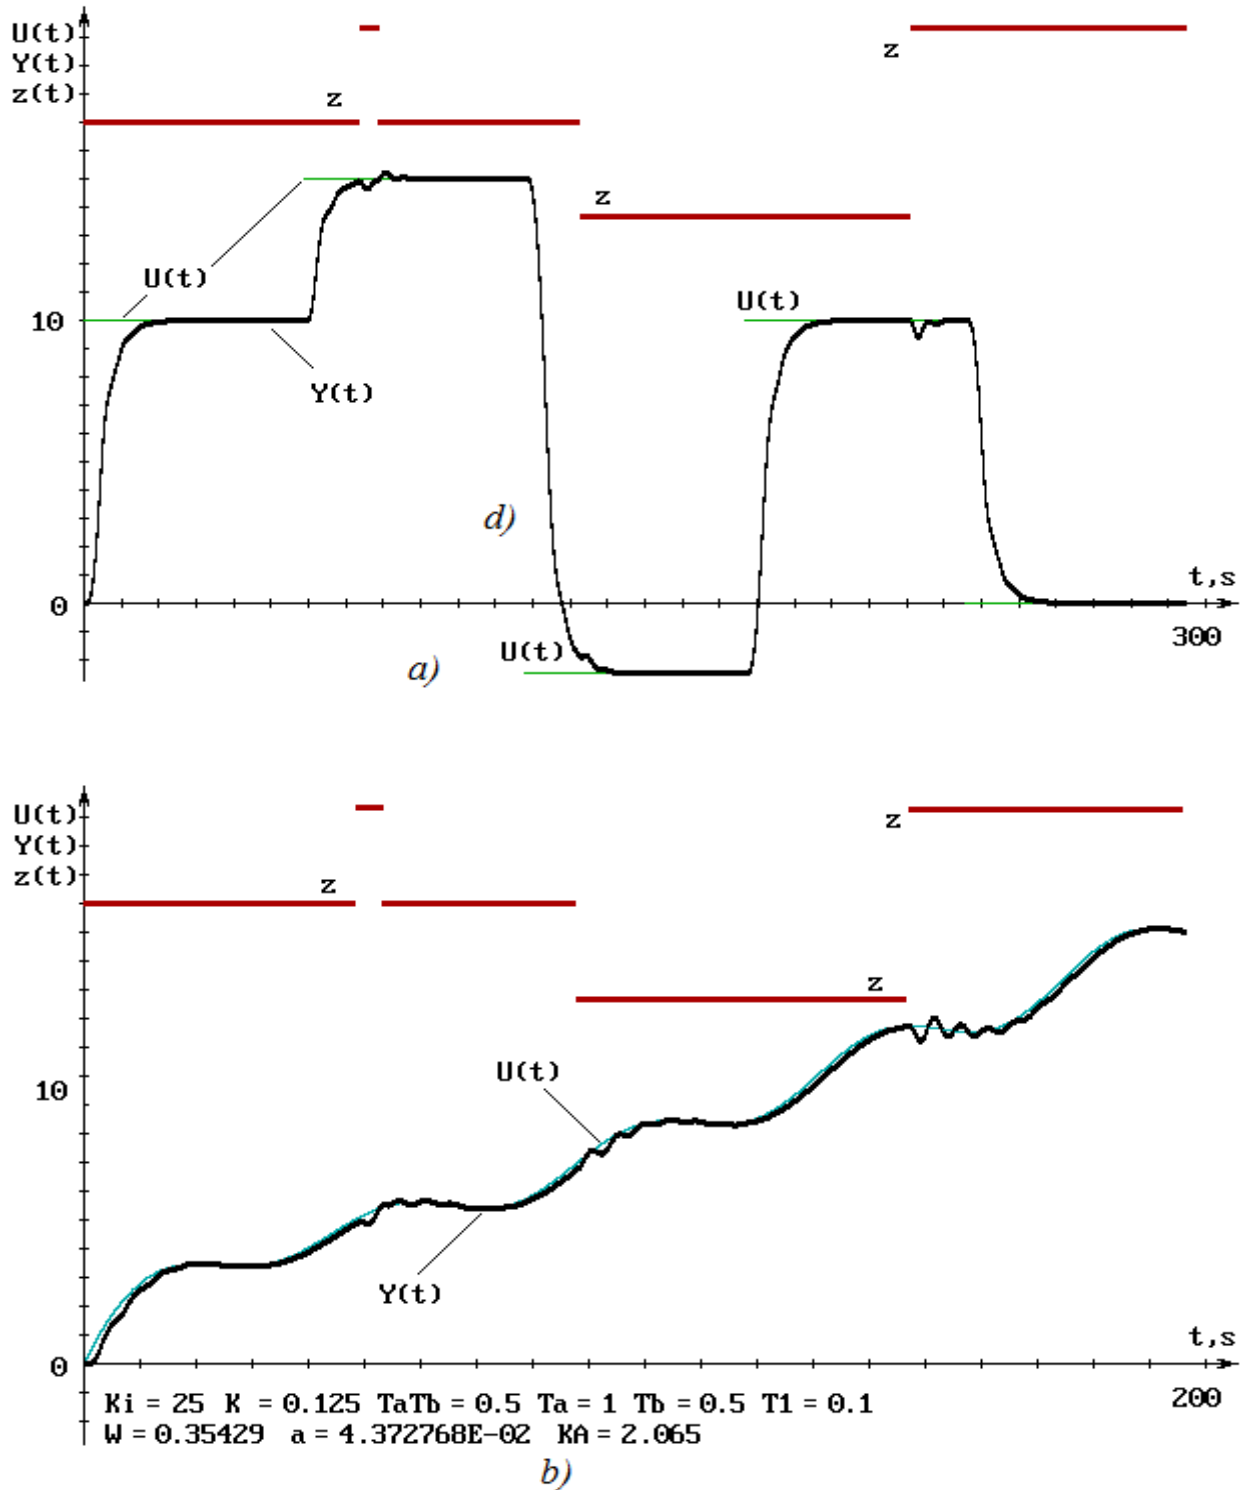 U(t)
Y(t)
z(t)
z
z
z
U(t)
U(t)
10
Y(t)
d)
t,s
0
300
U(t)
a)
U(t)
Y(t)
z(t)
z
z
z
U(t)
10
Y(t)
t,s
0
200
Ki = 25 K = 0.125 TaTb = 0.5 Ta = 1 Tb = 0.5 T1 = 0.1
W = 0.35429 a = 4.372768E-02 KA = 2.065
b)